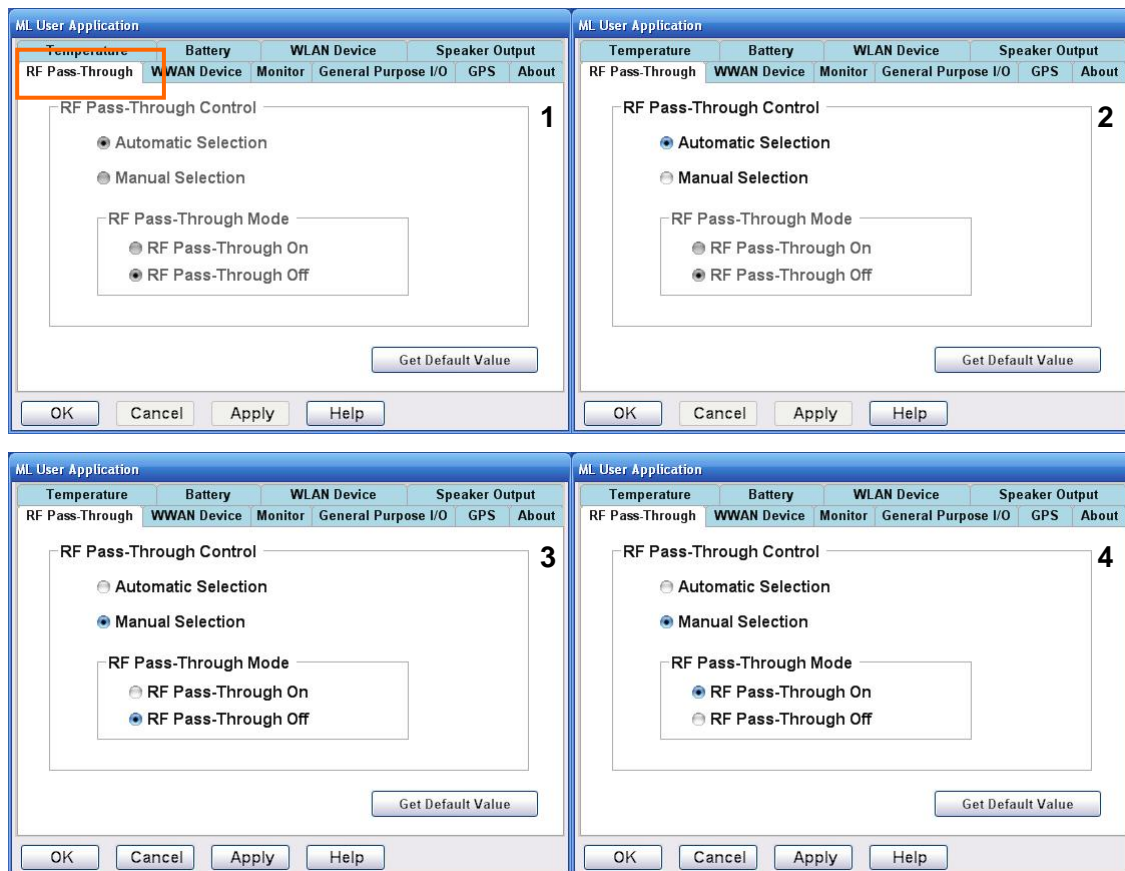 ML User Application
Temperature Battery WLAN Device Speaker Output
RF Pass-Through WWAN Device Monitor General Purpose I/O GPS About
RF Pass-Through Control
1
Automatic Selection
Manual Selection
RF Pass-Through Mode
RF Pass-Through On
RF Pass-Through Off
Get Default Value
OK Cancel Apply Help
ML User Application
Temperature Battery WLAN Device Speaker Output
RF Pass-Through WWAN Device Monitor General Purpose I/O GPS About
RF Pass-Through Control
2
Automatic Selection
Manual Selection
RF Pass-Through Mode
RF Pass-Through On
RF Pass-Through Off
Get Default Value
OK Cancel Apply Help
ML User Application
Temperature Battery WLAN Device Speaker Output
RF Pass-Through WWAN Device Monitor General Purpose I/O GPS About
RF Pass-Through Control
3
Automatic Selection
Manual Selection
RF Pass-Through Mode
RF Pass-Through On
RF Pass-Through Off
Get Default Value
OK Cancel Apply Help
ML User Application
Temperature Battery WLAN Device Speaker Output
RF Pass-Through WWAN Device Monitor General Purpose I/O GPS About
RF Pass-Through Control
4
Automatic Selection
Manual Selection
RF Pass-Through Mode
RF Pass-Through On
RF Pass-Through Off
Get Default Value
OK Cancel Apply Help